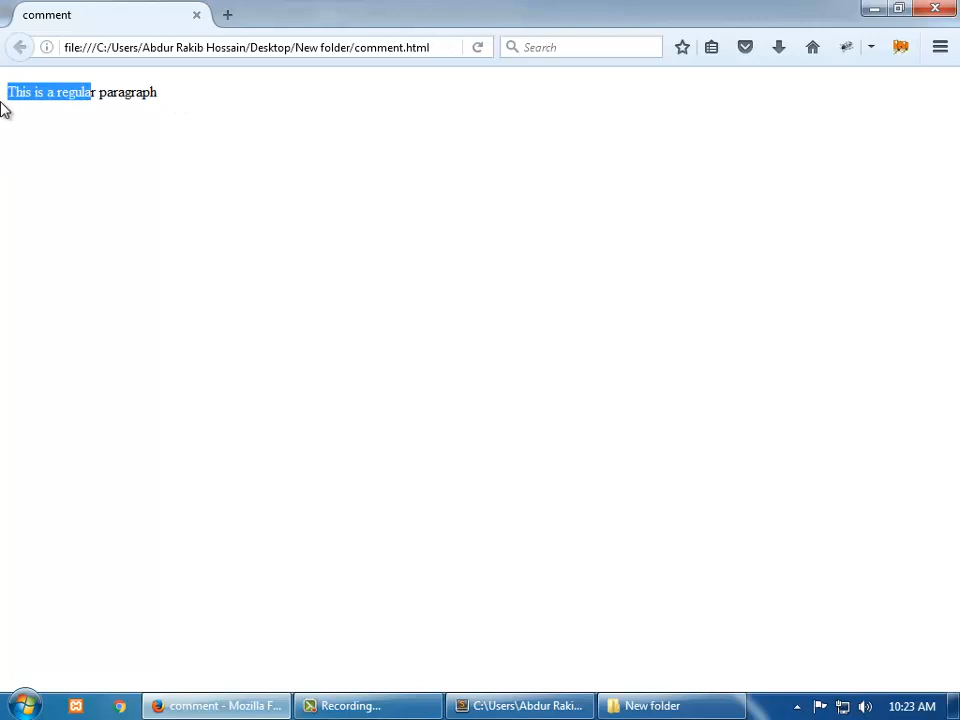 comment
file:///C:/Users/Abdur Rakib Hossain/Desktop/New folder/comment.html
Search
This is a regular paragraph
comment - Mozilla F...
Recording...
C:\Users\Abdur Raki...
New folder
10:23 AM